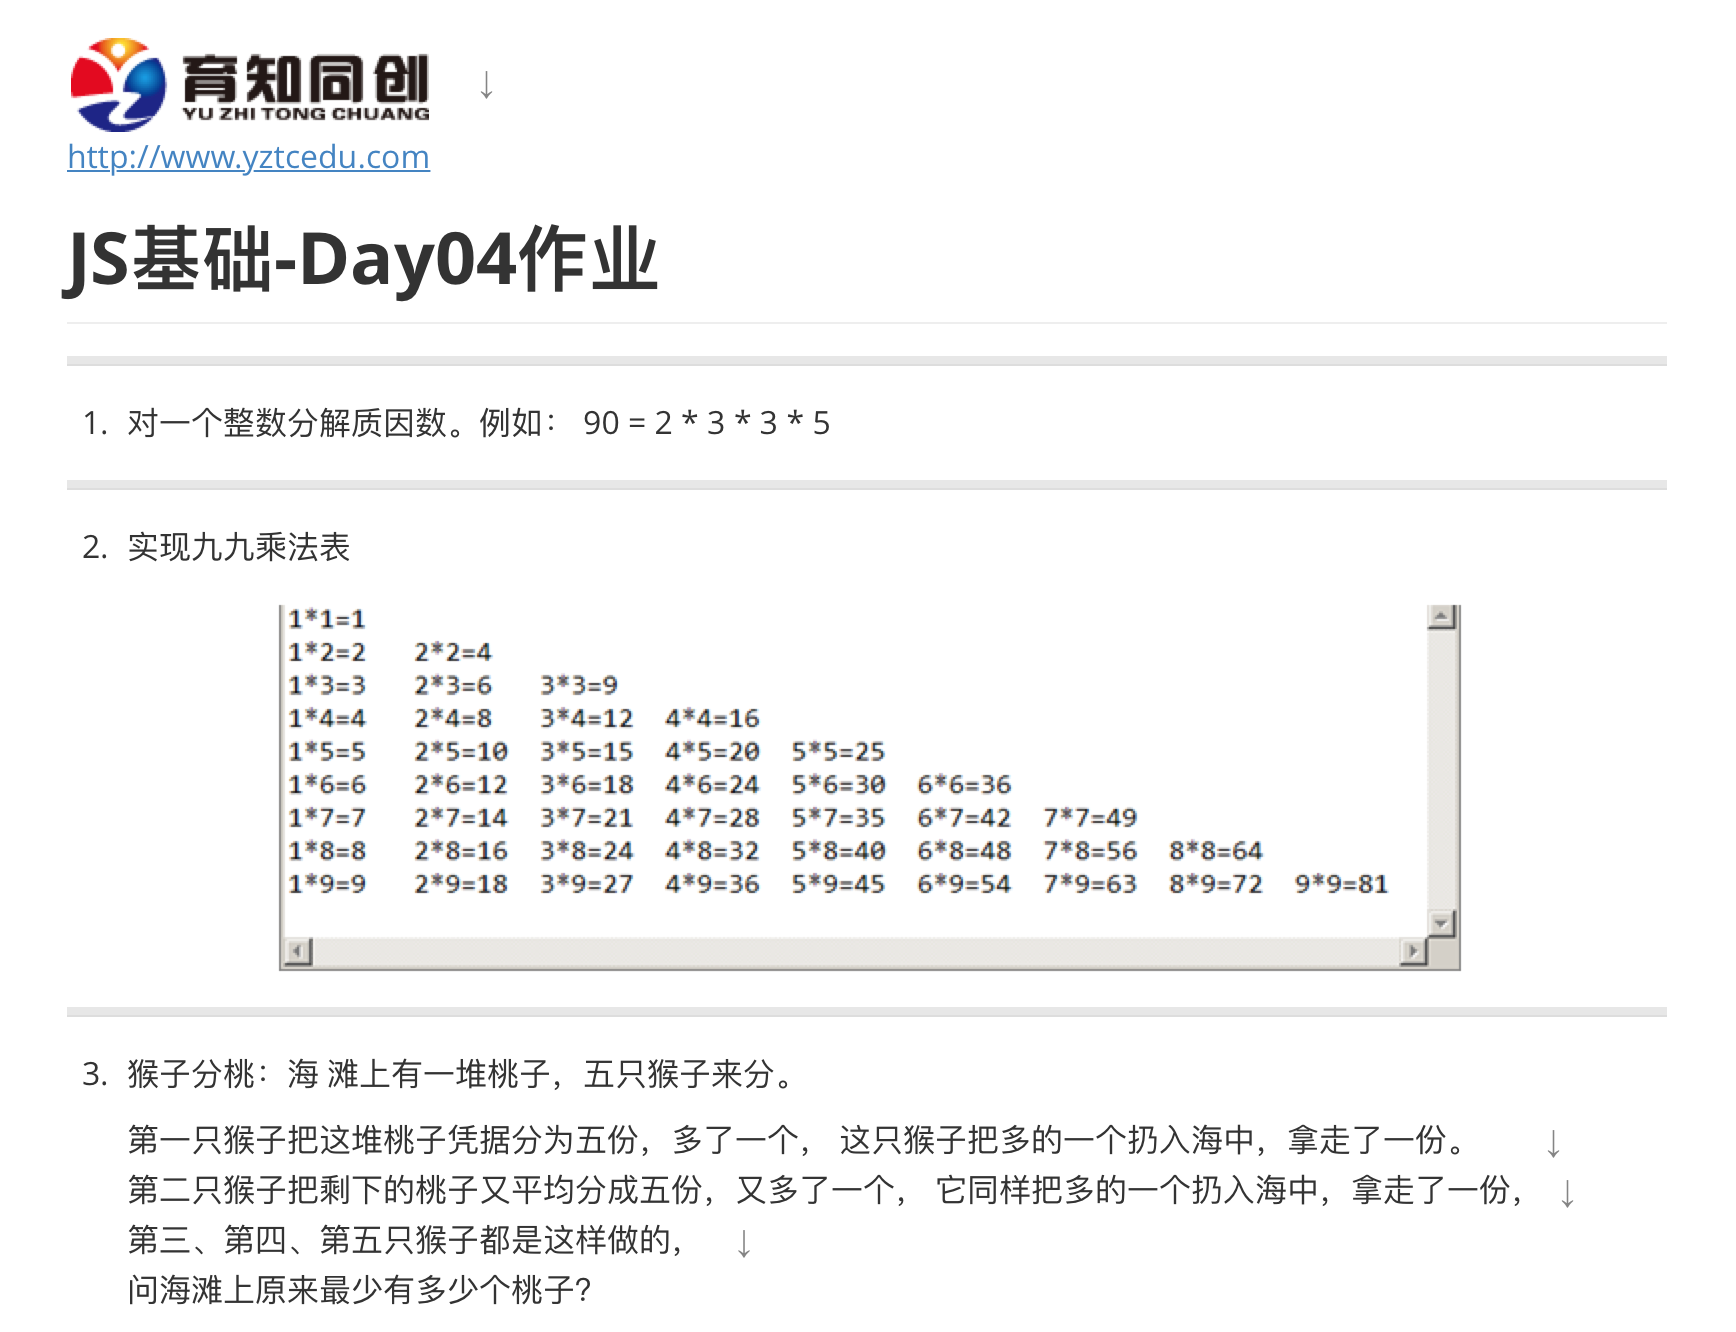 育知同创 ↓
YU ZHI TONG CHUANG
http://www.yztcedu.com
JS基础-Day04作业
1. 对一个整数分解质因数。例如： 90 = 2 * 3 * 3 * 5
2. 实现九九乘法表
1*1=1
1*2=2 2*2=4
1*3=3 2*3=6 3*3=9
1*4=4 2*4=8 3*4=12 4*4=16
1*5=5 2*5=10 3*5=15 4*5=20 5*5=25
1*6=6 2*6=12 3*6=18 4*6=24 5*6=30 6*6=36
1*7=7 2*7=14 3*7=21 4*7=28 5*7=35 6*7=42 7*7=49
1*8=8 2*8=16 3*8=24 4*8=32 5*8=40 6*8=48 7*8=56 8*8=64
1*9=9 2*9=18 3*9=27 4*9=36 5*9=45 6*9=54 7*9=63 8*9=72 9*9=81
3. 猴子分桃：海 滩上有一堆桃子，五只猴子来分。
第一只猴子把这堆桃子凭据分为五份，多了一个， 这只猴子把多的一个扔入海中，拿走了一份。 ↓
第二只猴子把剩下的桃子又平均分成五份，又多了一个， 它同样把多的一个扔入海中，拿走了一份， ↓
第三、第四、第五只猴子都是这样做的， ↓
问海滩上原来最少有多少个桃子？